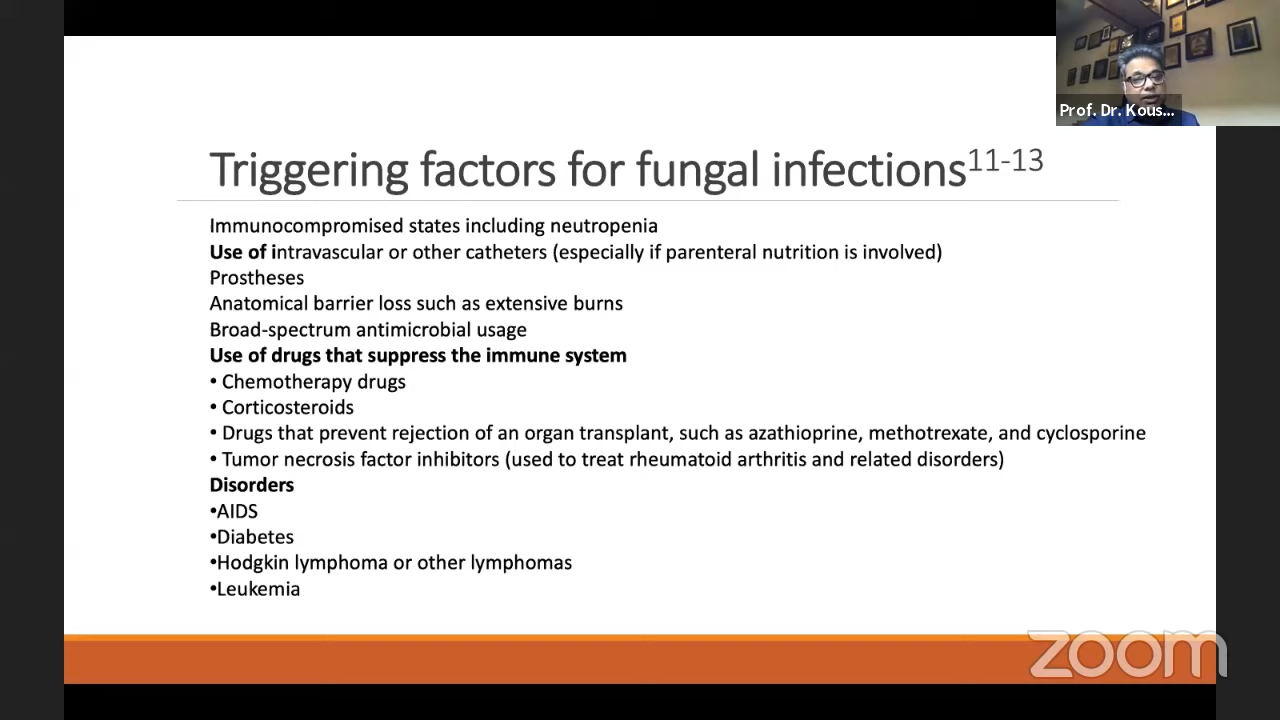 Prof. Dr. Kous...
Triggering factors for fungal infections11-13
Immunocompromised states including neutropenia
Use of intravascular or other catheters (especially if parenteral nutrition is involved)
Prostheses
Anatomical barrier loss such as extensive burns
Broad-spectrum antimicrobial usage
Use of drugs that suppress the immune system
• Chemotherapy drugs
• Corticosteroids
• Drugs that prevent rejection of an organ transplant, such as azathioprine, methotrexate, and cyclosporine
• Tumor necrosis factor inhibitors (used to treat rheumatoid arthritis and related disorders)
Disorders
•AIDS
•Diabetes
•Hodgkin lymphoma or other lymphomas
•Leukemia
zoom